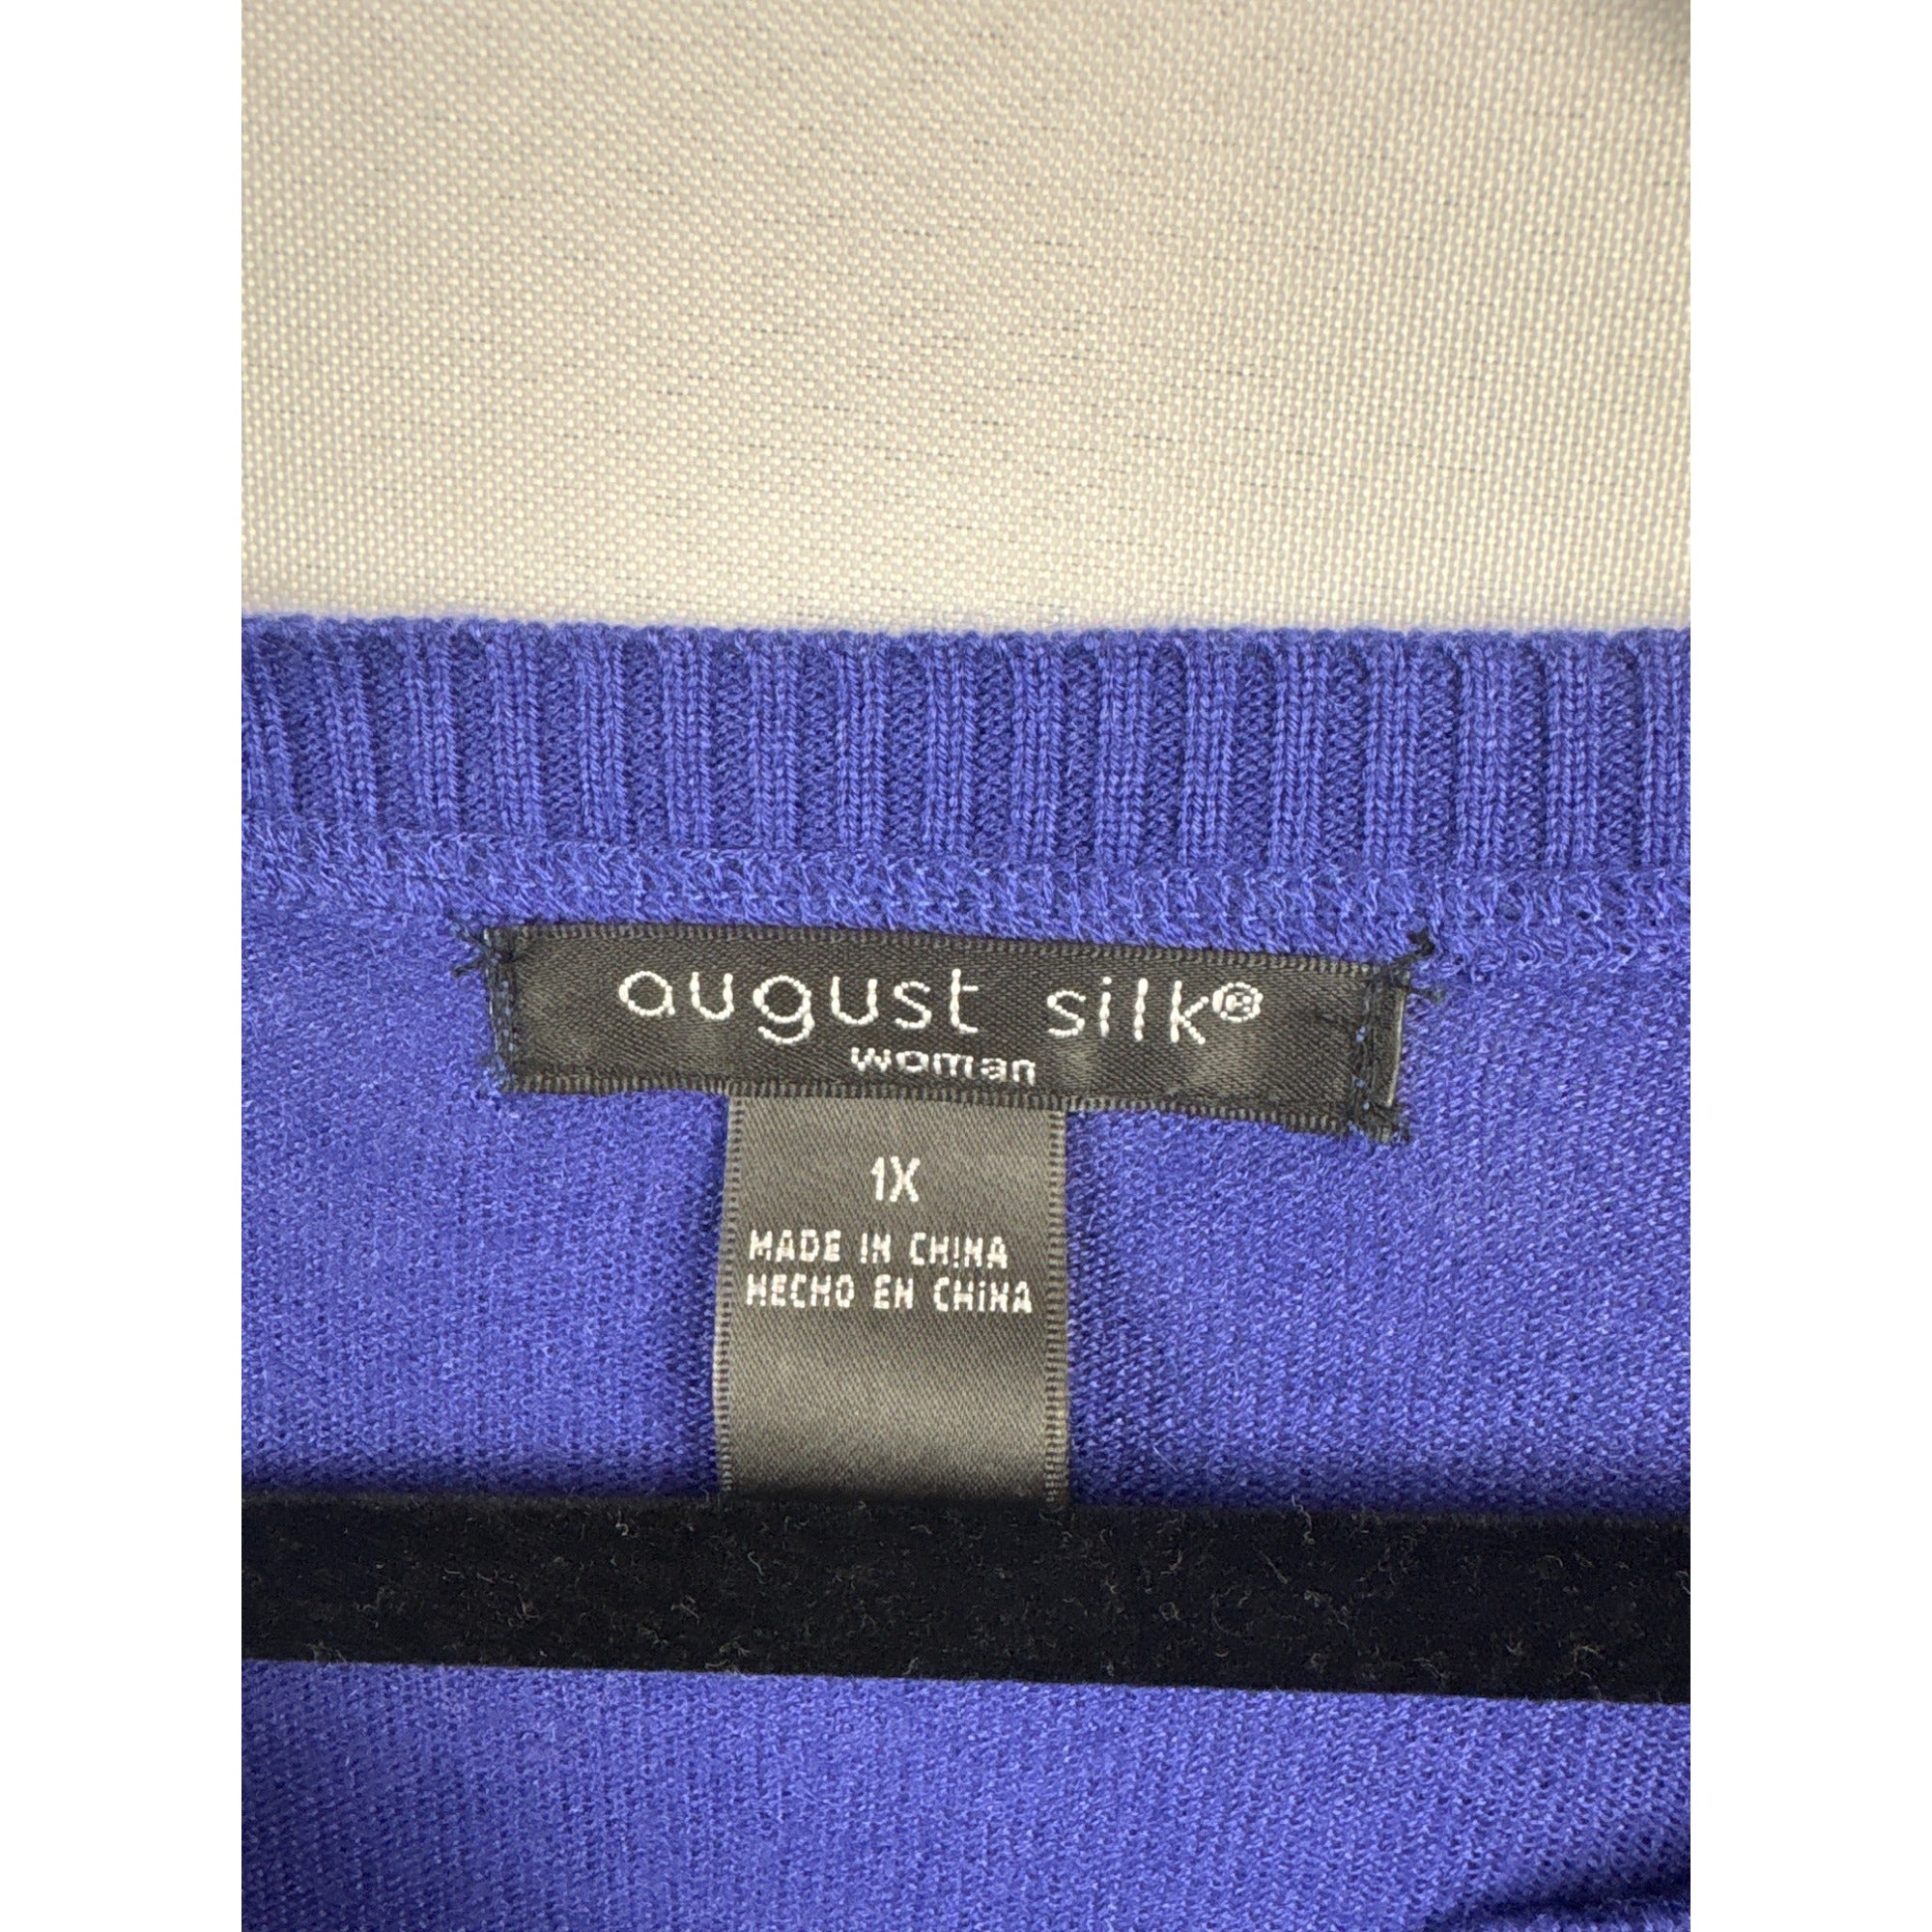 august silk®
woman
1X
MADE IN CHINA
HECHO EN CHINA